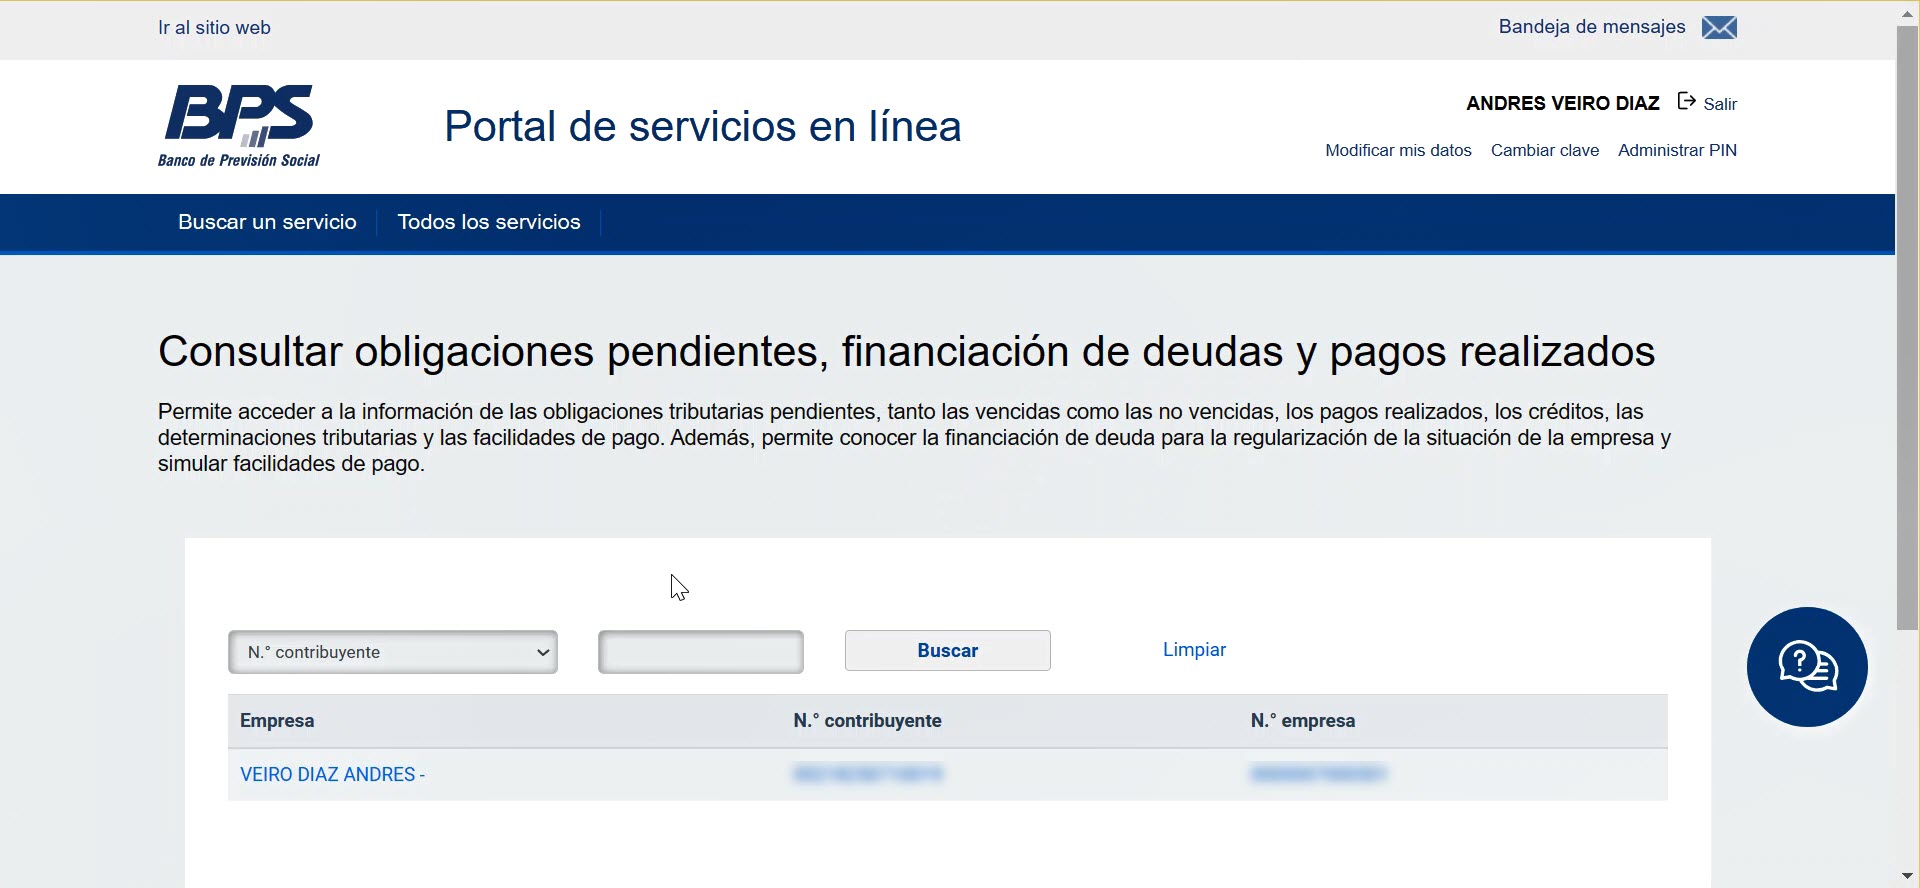 Ir al sitio web
Bandeja de mensajes
BPS
Banco de Previsión Social
Portal de servicios en línea
ANDRES VEIRO DIAZ Salir
Modificar mis datos Cambiar clave Administrar PIN
Buscar un servicio Todos los servicios
Consultar obligaciones pendientes, financiación de deudas y pagos realizados
Permite acceder a la información de las obligaciones tributarias pendientes, tanto las vencidas como las no vencidas, los pagos realizados, los créditos, las
determinaciones tributarias y las facilidades de pago. Además, permite conocer la financiación de deuda para la regularización de la situación de la empresa y
simular facilidades de pago.
N.° contribuyente Buscar Limpiar
Empresa N.° contribuyente N.° empresa
VEIRO DIAZ ANDRES -